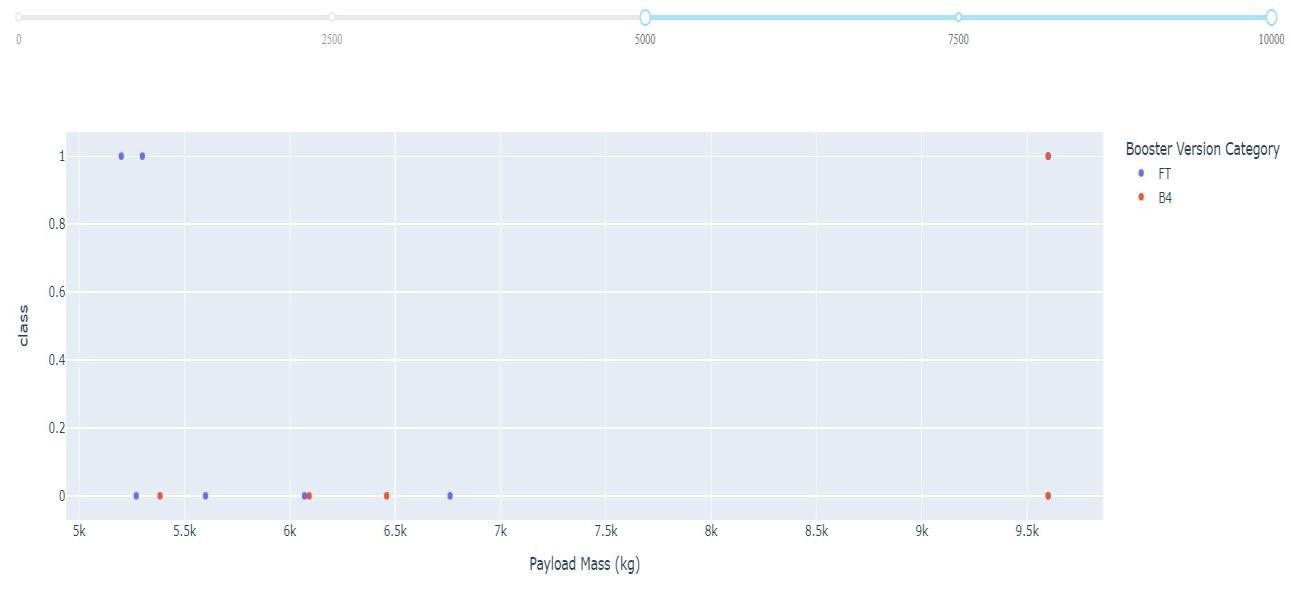 0 2500 5000 7500 10000
Booster Version Category
FT
B4
1
0.8
0.6
0.4
0.2
0
class
5k 5.5k 6k 6.5k 7k 7.5k 8k 8.5k 9k 9.5k
Payload Mass (kg)